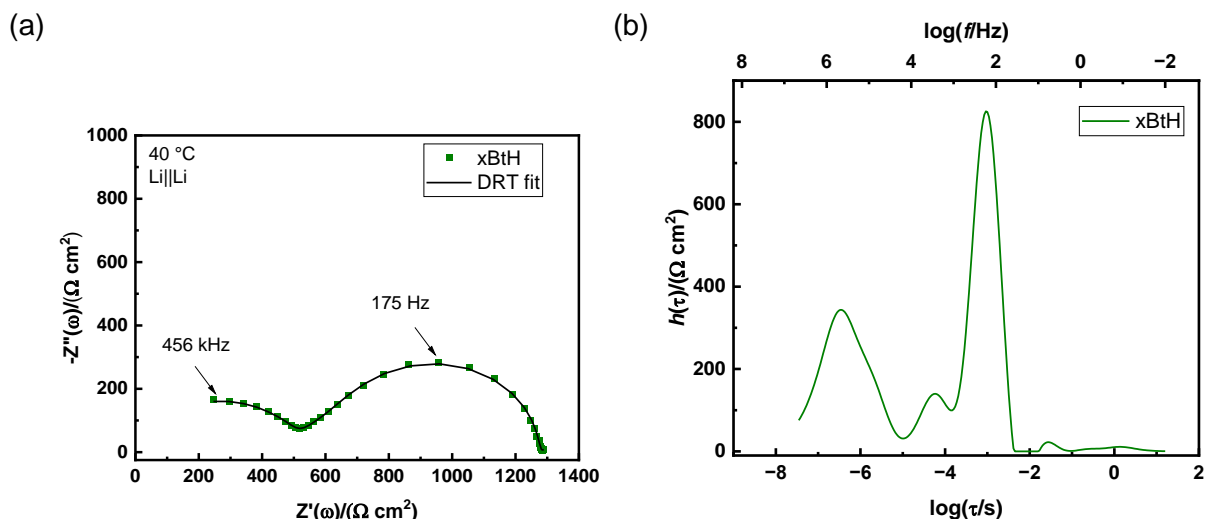 (a)
40 °C
Li||Li
xBtH
DRT fit
175 Hz
456 kHz
-Z''(ω)/(Ω cm²)
1000
800
600
400
200
0
0 200 400 600 800 1000 1200 1400
Z'(ω)/(Ω cm²)
(b)
log(f/Hz)
8 6 4 2 0 −2
xBtH
h(τ)/(Ω cm²)
800
600
400
200
0
−8 −6 −4 −2 0 2
log(τ/s)